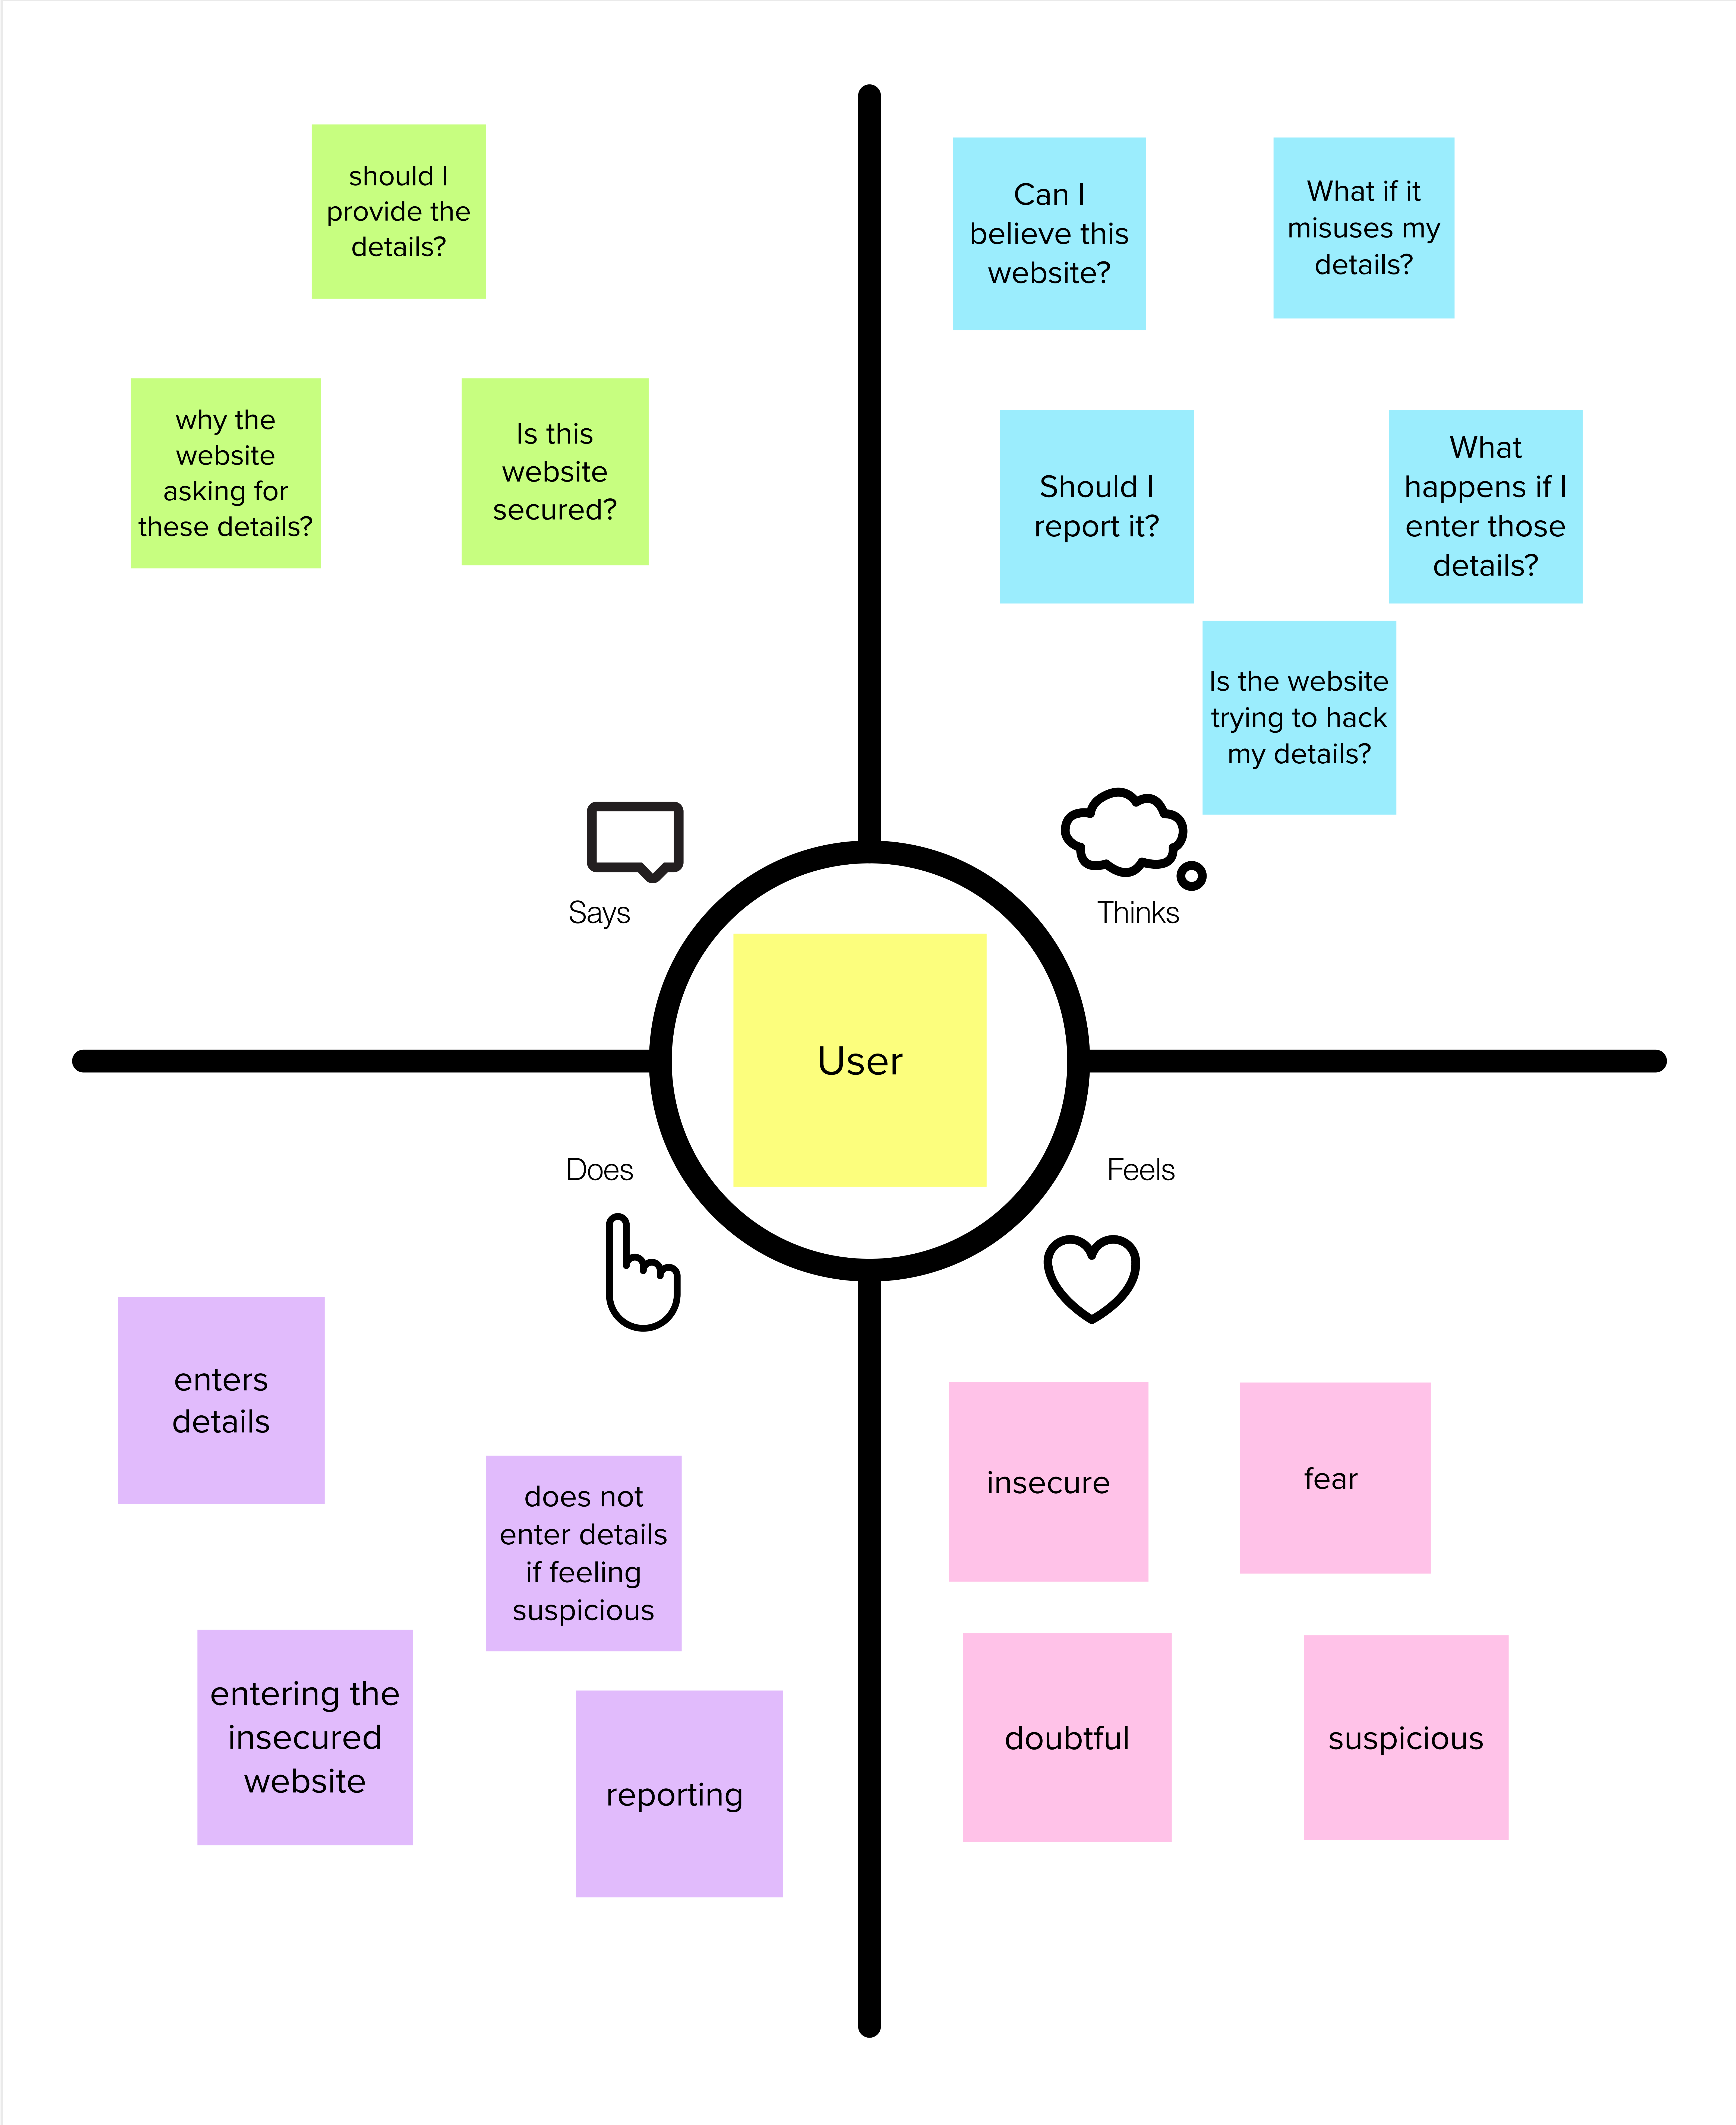 should I
provide the
details?
why the
website
asking for
these details?
Is this
website
secured?
Says
Can I
believe this
website?
What if it
misuses my
details?
Should I
report it?
What
happens if I
enter those
details?
Is the website
trying to hack
my details?
Thinks
User
Does
enters
details
does not
enter details
if feeling
suspicious
entering the
insecured
website
reporting
Feels
insecure
fear
doubtful
suspicious